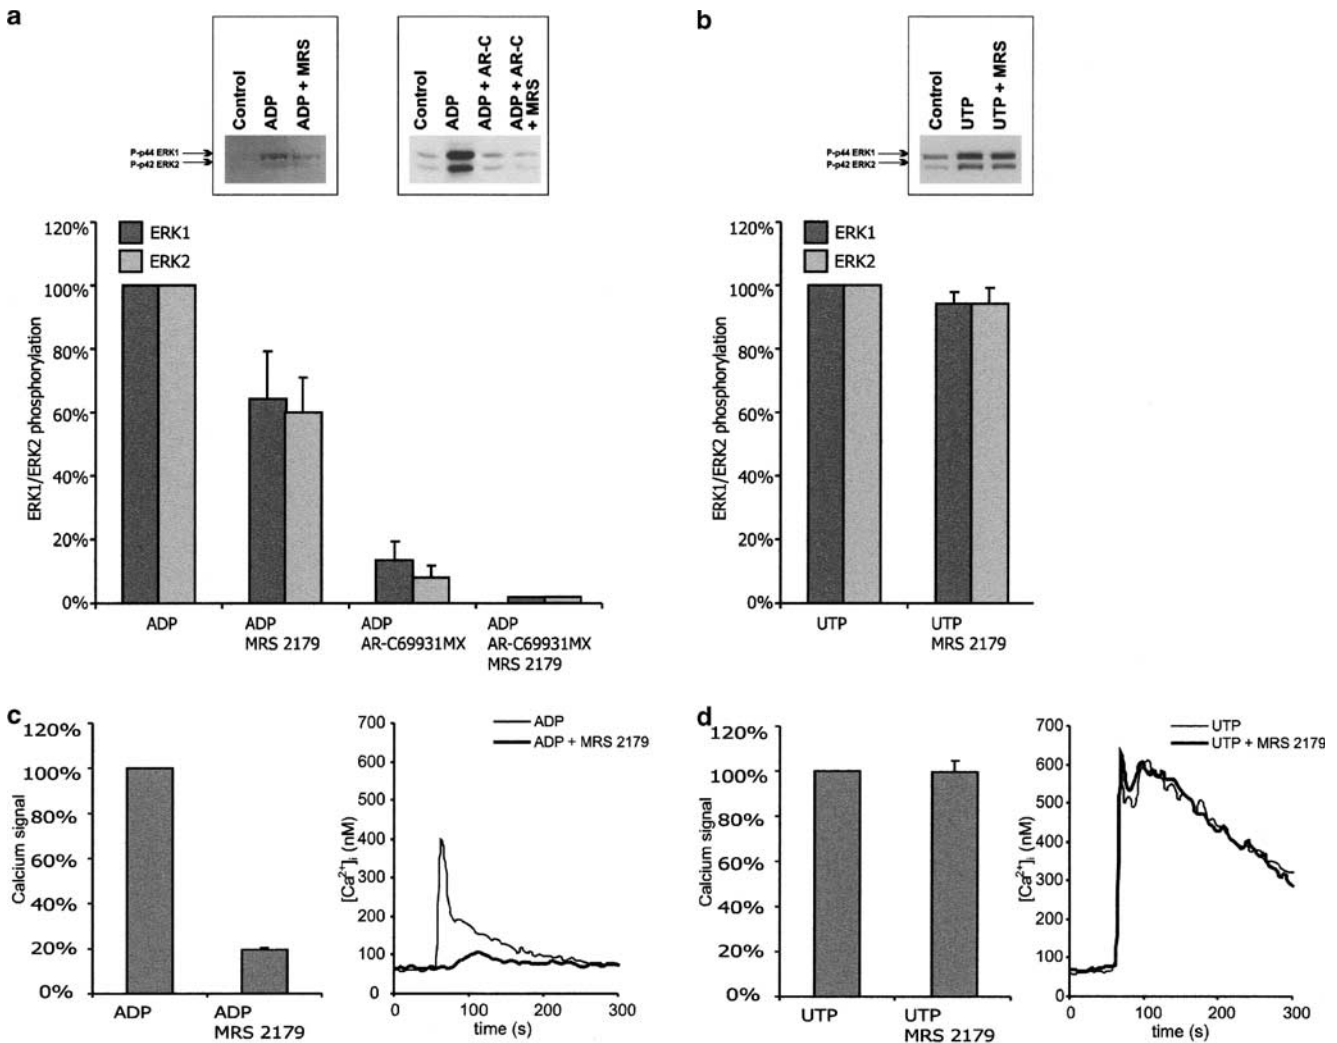 a
Control
ADP
ADP + MRS
P-p44 ERK1
P-p42 ERK2
Control
ADP
ADP + AR-C
ADP + AR-C
+ MRS
120%
100%
80%
60%
40%
20%
0%
ERK1/ERK2 phosphorylation
ERK1
ERK2
ADP
ADP
MRS 2179
ADP
AR-C69931MX
ADP
AR-C69931MX
MRS 2179
b
Control
UTP
UTP + MRS
P-p44 ERK1
P-p42 ERK2
120%
100%
80%
60%
40%
20%
0%
ERK1/ERK2 phosphorylation
ERK1
ERK2
UTP
UTP
MRS 2179
c
120%
100%
80%
60%
40%
20%
0%
Calcium signal
ADP
ADP
MRS 2179
700
600
500
400
300
200
100
0
[Ca2+]i (nM)
ADP
ADP + MRS 2179
0
100
200
300
time (s)
d
120%
100%
80%
60%
40%
20%
0%
Calcium signal
UTP
UTP
MRS 2179
700
600
500
400
300
200
100
0
[Ca2+]i (nM)
UTP
UTP + MRS 2179
0
100
200
300
time (s)